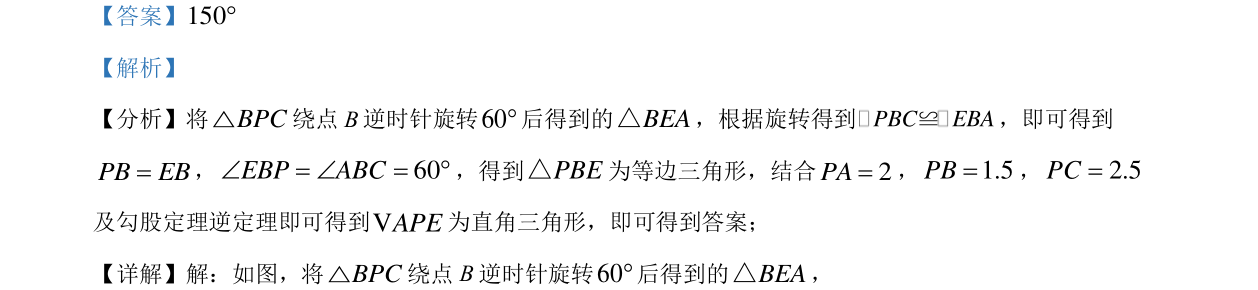 【答案】150°
【解析】
【分析】将△BPC绕点B逆时针旋转60°后得到的△BEA，根据旋转得到□PBC≌□EBA，即可得到
PB=EB，∠EBP=∠ABC=60°，得到△PBE为等边三角形，结合PA=2，PB=1.5，PC=2.5
及勾股定理逆定理即可得到VAPE为直角三角形，即可得到答案；
【详解】解：如图，将△BPC绕点B逆时针旋转60°后得到的△BEA，